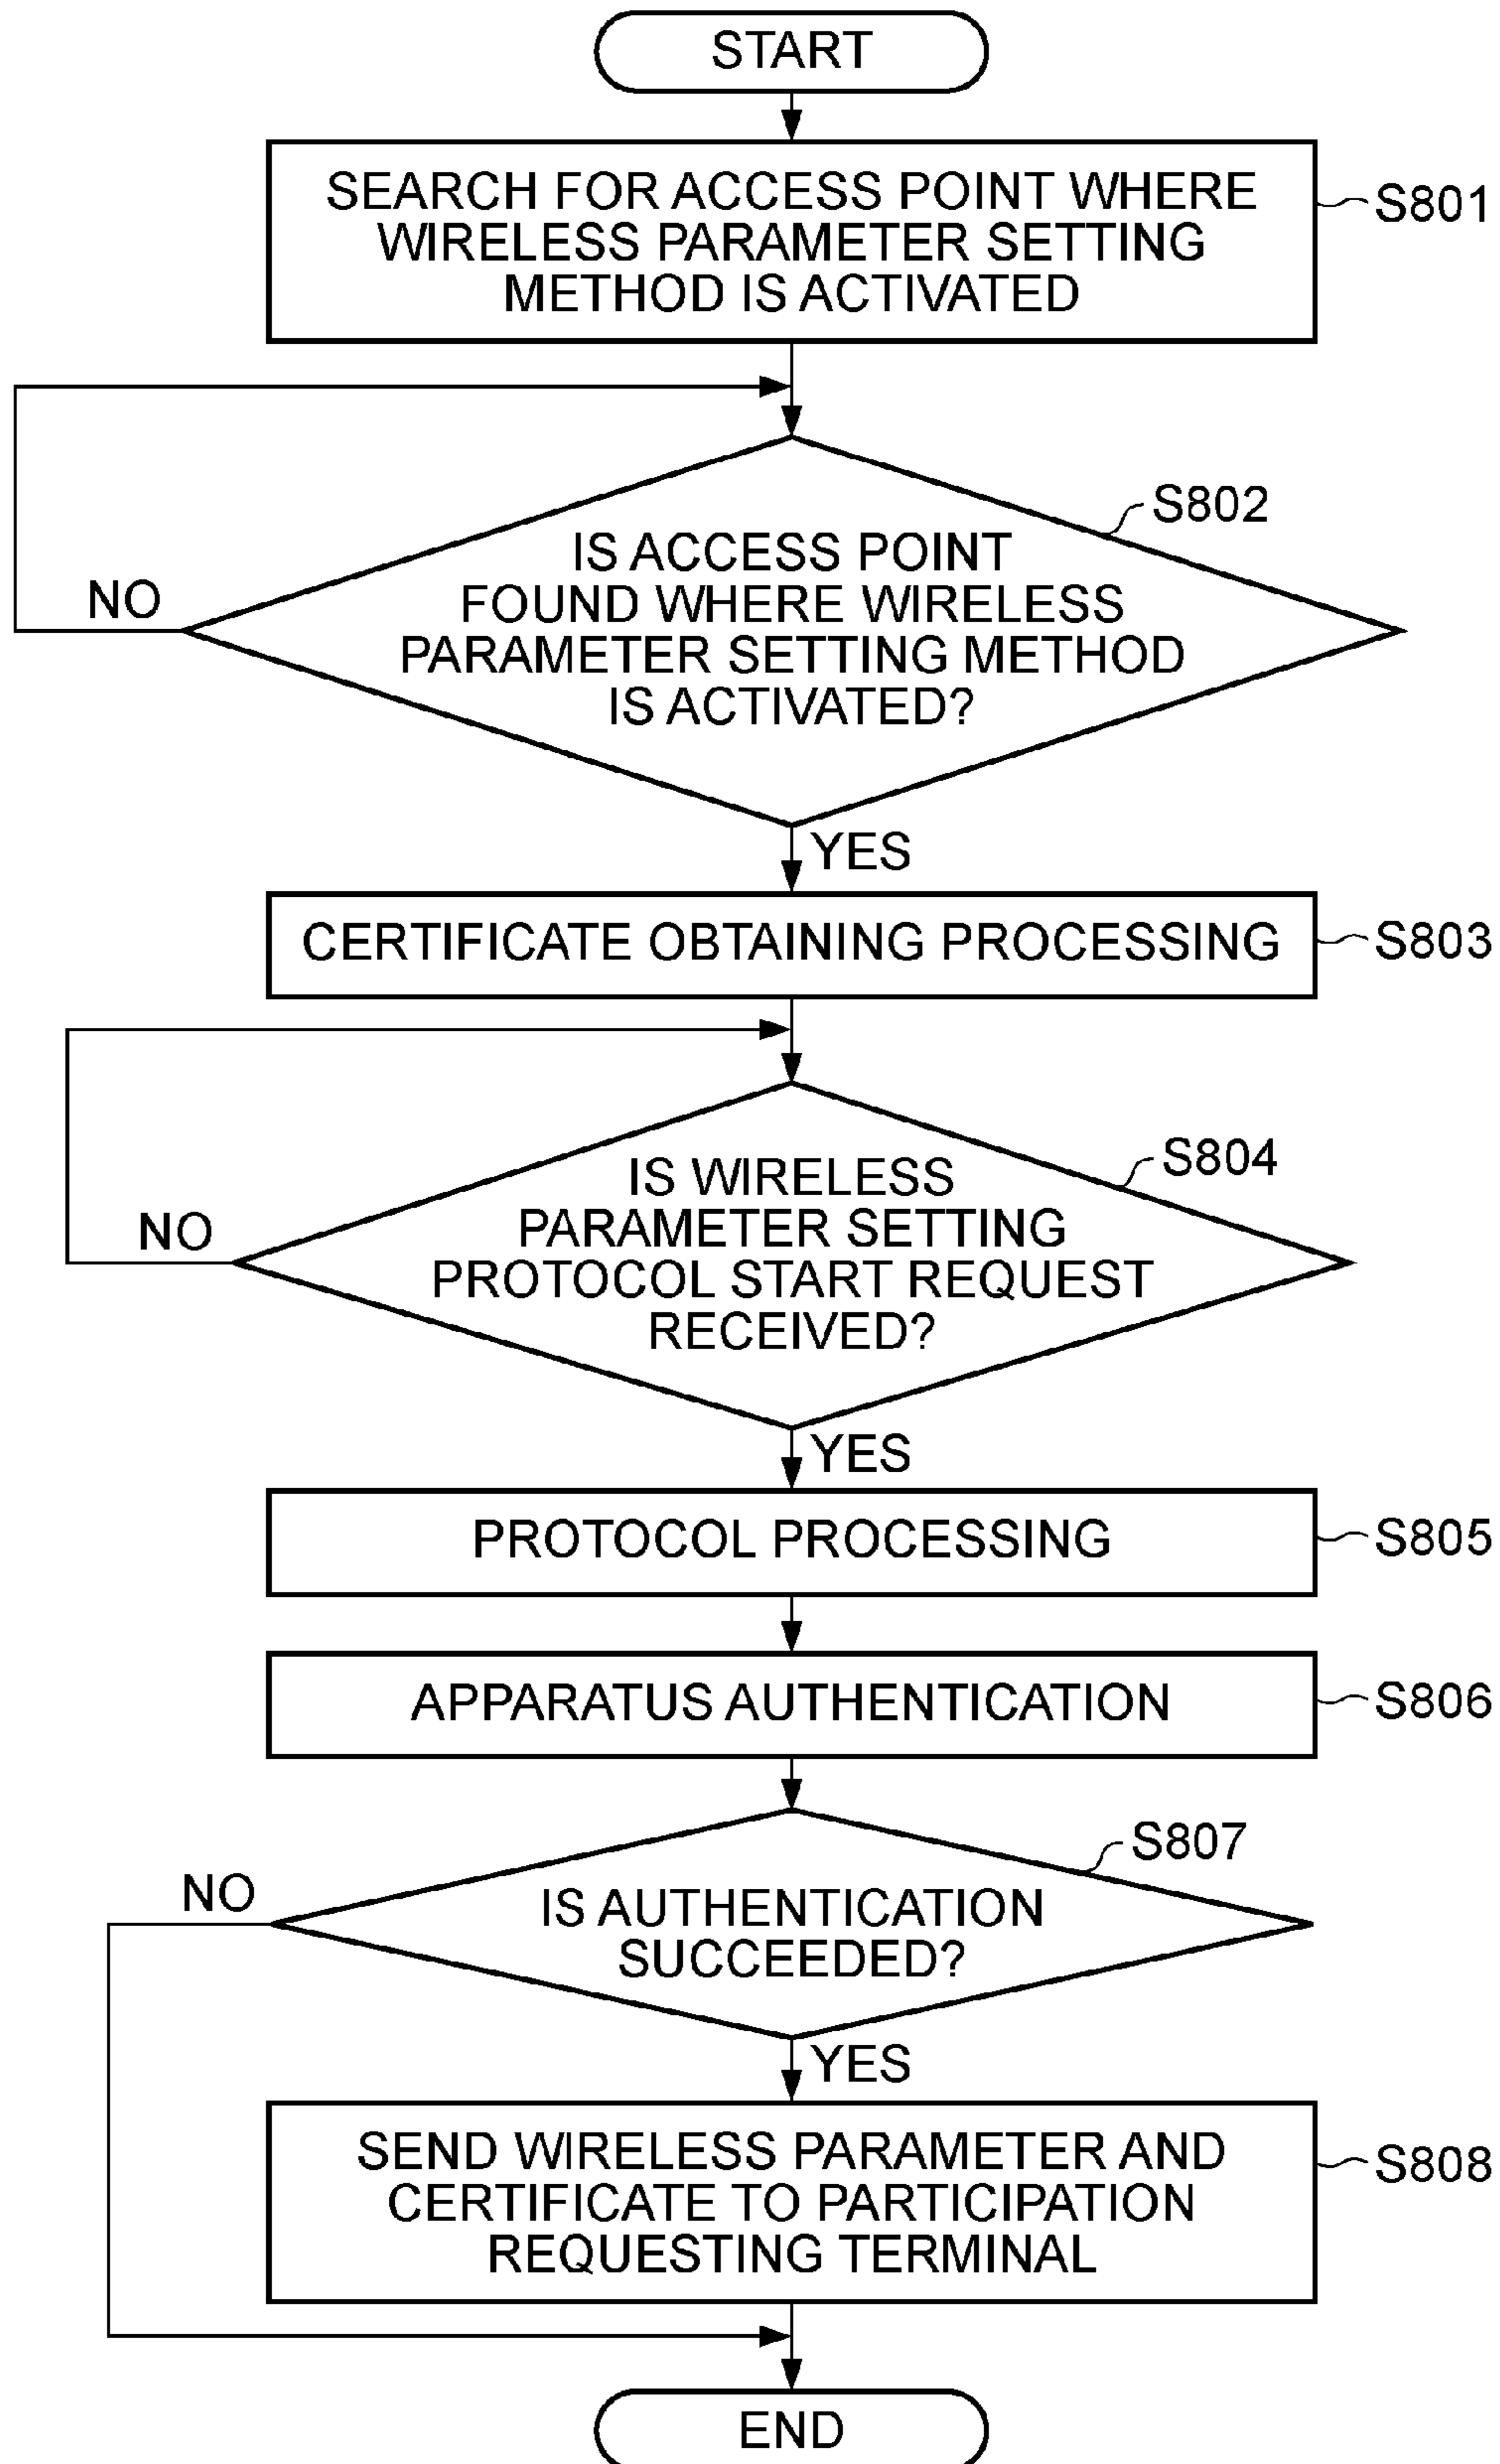 START
SEARCH FOR ACCESS POINT WHERE
WIRELESS PARAMETER SETTING
METHOD IS ACTIVATED
S801
S802
IS ACCESS POINT
FOUND WHERE WIRELESS
PARAMETER SETTING METHOD
IS ACTIVATED?
NO
YES
CERTIFICATE OBTAINING PROCESSING
S803
S804
IS WIRELESS
PARAMETER SETTING
PROTOCOL START REQUEST
RECEIVED?
NO
YES
PROTOCOL PROCESSING
S805
APPARATUS AUTHENTICATION
S806
S807
NO
IS AUTHENTICATION
SUCCEEDED?
YES
SEND WIRELESS PARAMETER AND
CERTIFICATE TO PARTICIPATION
REQUESTING TERMINAL
S808
END